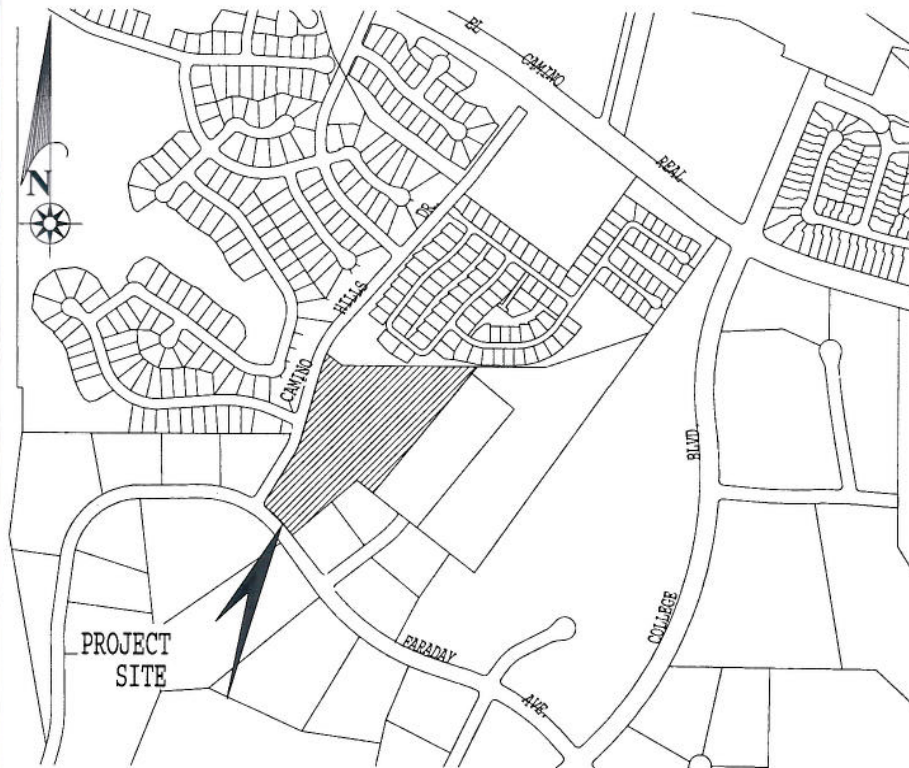 EL
CAMINO
REAL
N
DR.
HILLS
CAMINO
BLVD.
COLLEGE
PROJECT
SITE
FARADAY
AVE.